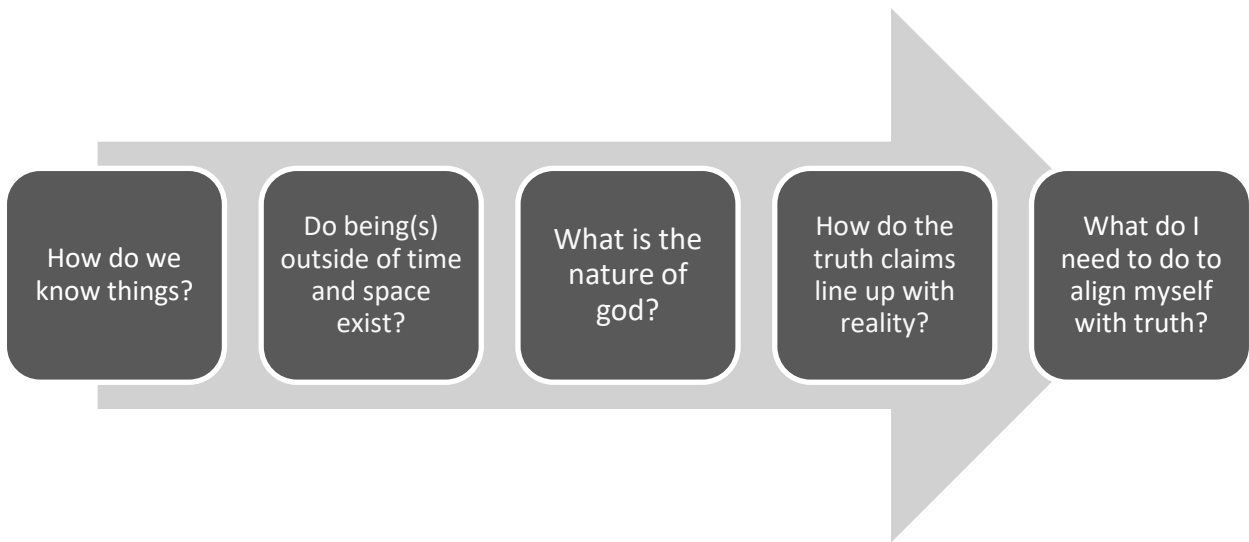 How do we
know things?
Do being(s)
outside of time
and space
exist?
What is the
nature of
god?
How do the
truth claims
line up with
reality?
What do I
need to do to
align myself
with truth?